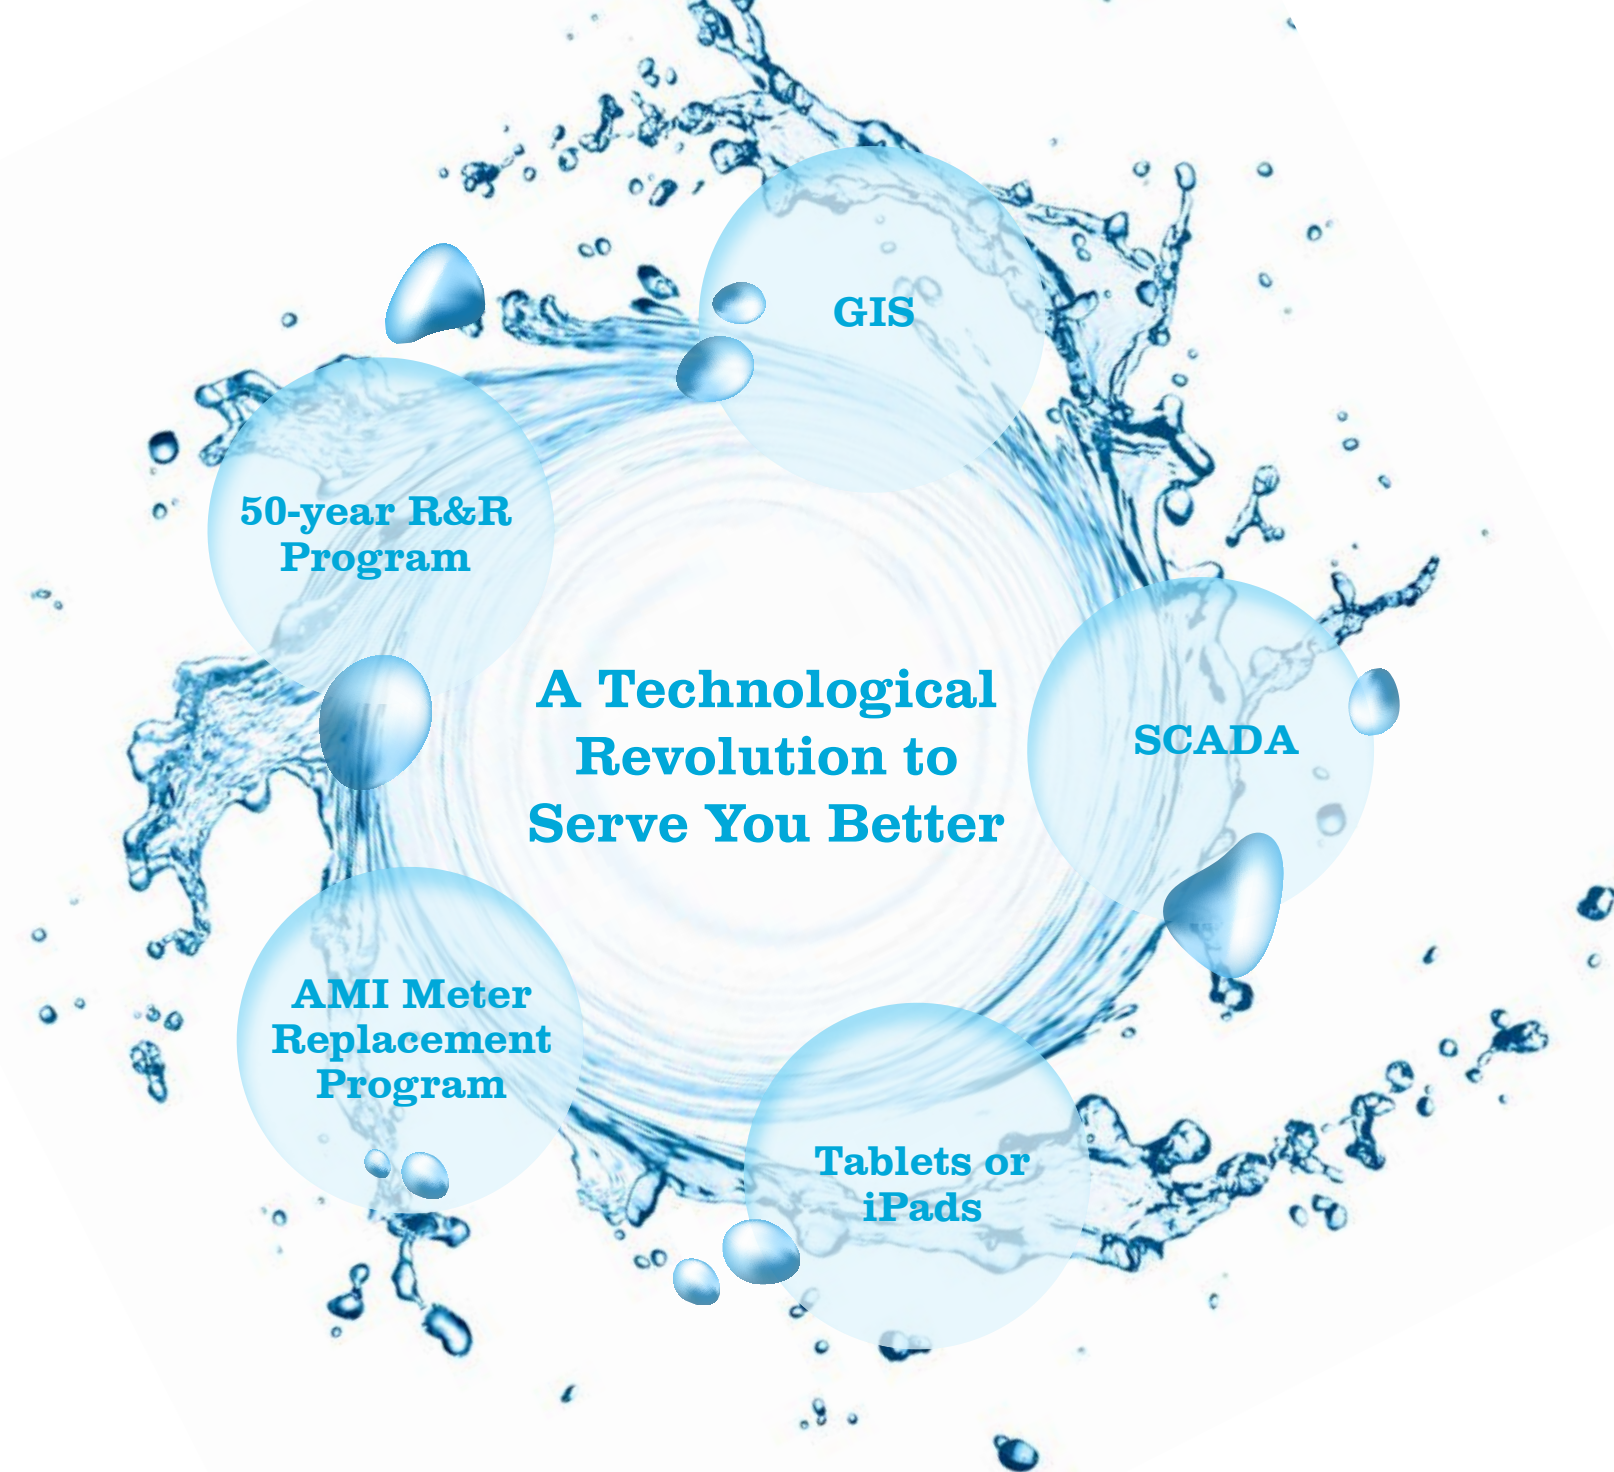 GIS
50-year R&R
Program
A Technological
Revolution to
Serve You Better
SCADA
AMI Meter
Replacement
Program
Tablets or
iPads